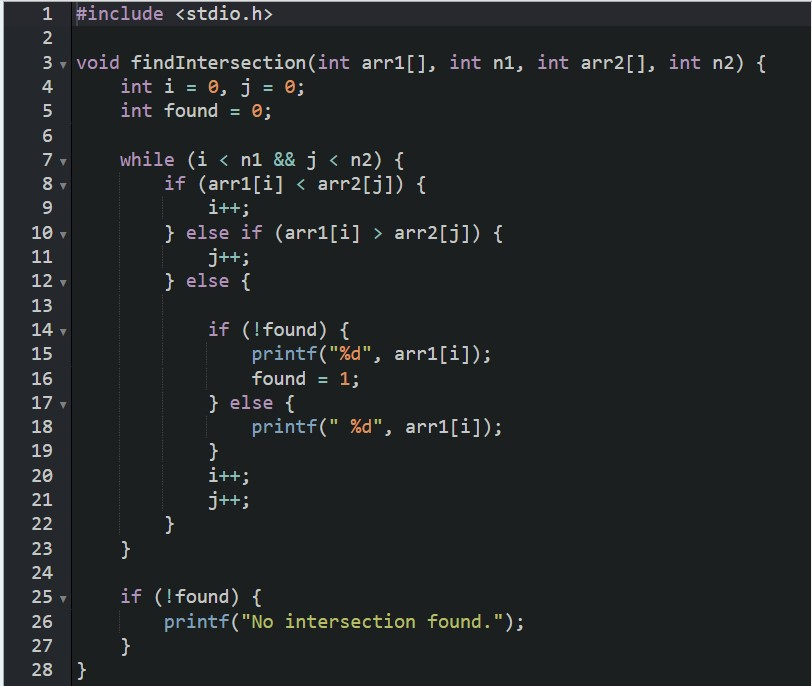 1 #include <stdio.h>
2
3 void findIntersection(int arr1[], int n1, int arr2[], int n2) {
4     int i = 0, j = 0;
5     int found = 0;
6
7     while (i < n1 && j < n2) {
8         if (arr1[i] < arr2[j]) {
9             i++;
10         } else if (arr1[i] > arr2[j]) {
11             j++;
12         } else {
13
14             if (!found) {
15                 printf("%d", arr1[i]);
16                 found = 1;
17             } else {
18                 printf(" %d", arr1[i]);
19             }
20             i++;
21             j++;
22         }
23     }
24
25     if (!found) {
26         printf("No intersection found.");
27     }
28 }